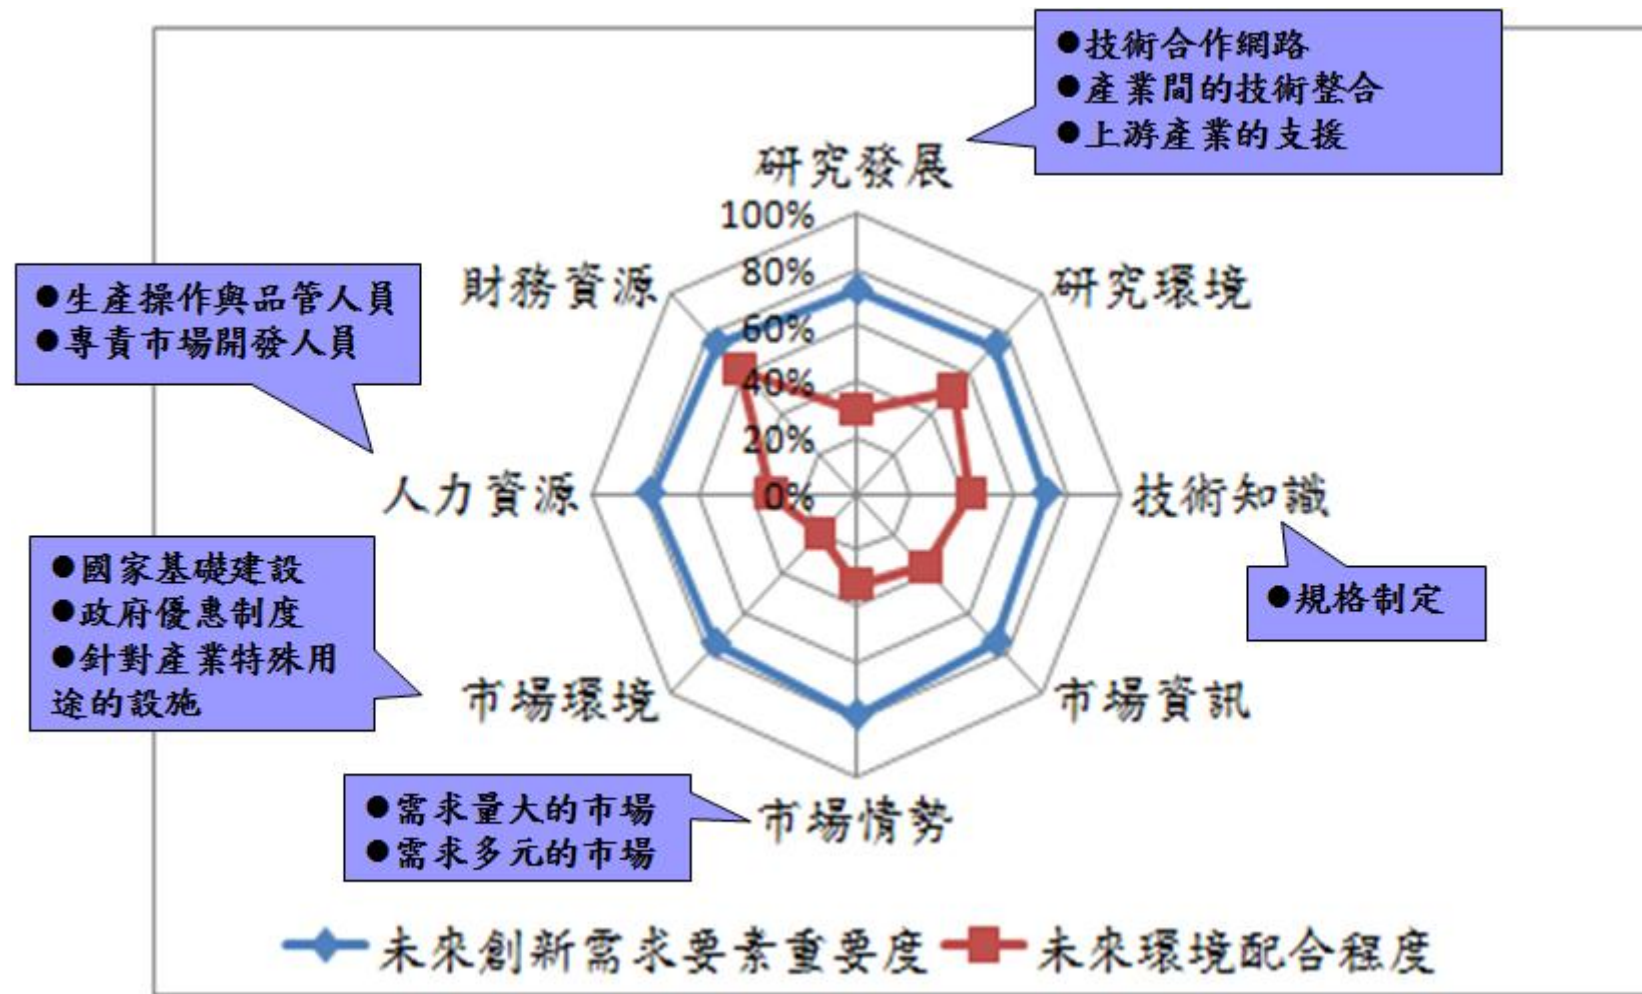 ●技術合作網路
●產業間的技術整合
●上游產業的支援
研究發展
100%
80%
60%
40%
20%
0%
財務資源
研究環境
●生產操作與品管人員
●專責市場開發人員
人力資源
技術知識
●國家基礎建設
●政府優惠制度
●針對產業特殊用
途的設施
●規格制定
市場環境
市場資訊
●需求量大的市場
●需求多元的市場
市場情勢
未來創新需求要素重要度
未來環境配合程度